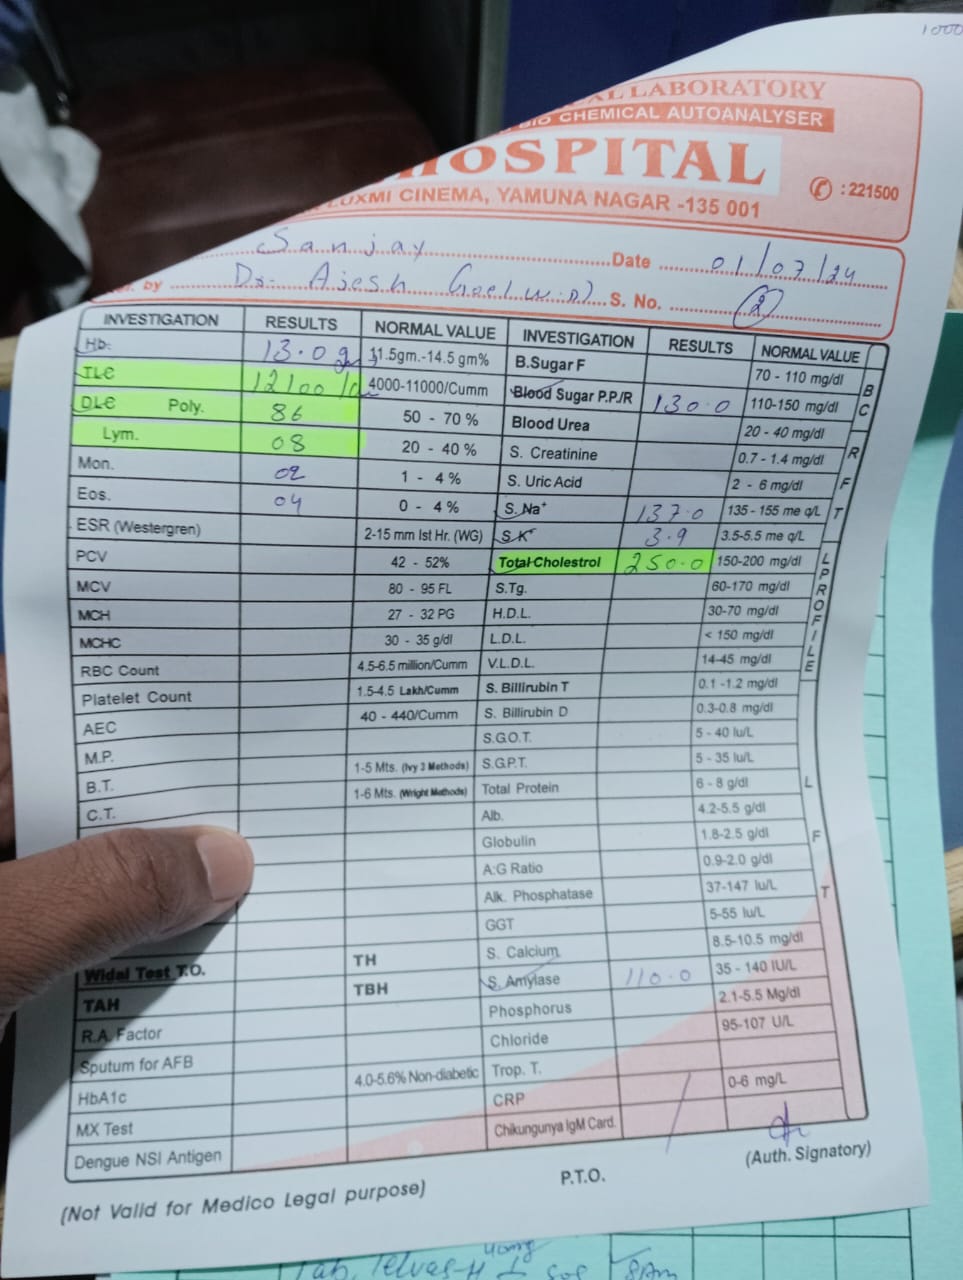 1000
AL LABORATORY
BIO CHEMICAL AUTOANALYSER
HOSPITAL
LUXMI CINEMA, YAMUNA NAGAR -135 001
: 221500
Sanjay Date 01/07/24
by Dr. Ajesh Goel S. No. 2
INVESTIGATION RESULTS NORMAL VALUE INVESTIGATION RESULTS NORMAL VALUE
Hb. 13.0 11.5gm.-14.5 gm% B.Sugar F 70 - 110 mg/dl
TLC 12100 4000-11000/Cumm Blood Sugar P.P./R 130.0 110-150 mg/dl
DLC Poly. 86 50 - 70 % Blood Urea 20 - 40 mg/dl
Lym. 08 20 - 40 % S. Creatinine 0.7 - 1.4 mg/dl
Mon. 02 1 - 4 % S. Uric Acid 2 - 6 mg/dl
Eos. 04 0 - 4 % S. Na+ 137.0 135 - 155 me q/L
ESR (Westergren) 2-15 mm Ist Hr. (WG) S. K+ 3.9 3.5-5.5 me q/L
PCV 42 - 52% Total Cholestrol 250.0 150-200 mg/dl
MCV 80 - 95 FL S.Tg. 60-170 mg/dl
MCH 27 - 32 PG H.D.L. 30-70 mg/dl
MCHC 30 - 35 g/dl L.D.L. < 150 mg/dl
RBC Count 4.5-6.5 million/Cumm V.L.D.L. 14-45 mg/dl
Platelet Count 1.5-4.5 Lakh/Cumm S. Billirubin T 0.1 -1.2 mg/dl
AEC 40 - 440/Cumm S. Billirubin D 0.3-0.8 mg/dl
M.P. S.G.O.T. 5 - 40 Iu/L
B.T. 1-5 Mts. (Ivy 3 Methods) S.G.P.T. 5 - 35 Iu/L
C.T. 1-6 Mts. (Wright Methods) Total Protein 6 - 8 g/dl
Alb. 4.2-5.5 g/dl
Globulin 1.8-2.5 g/dl
A:G Ratio 0.9-2.0 g/dl
Alk. Phosphatase 37-147 Iu/L
GGT 5-55 Iu/L
Widal Test T.O. TH S. Calcium 8.5-10.5 mg/dl
TAH TBH S. Amylase 110.0 35 - 140 IU/L
R.A. Factor Phosphorus 2.1-5.5 Mg/dl
Sputum for AFB Chloride 95-107 U/L
HbA1c 4.0-5.6% Non-diabetic Trop. T.
MX Test CRP 0-6 mg/L
Dengue NSI Antigen Chikungunya IgM Card.
B C
R F T
L PROFILE
L F T
(Not Valid for Medico Legal purpose) P.T.O. (Auth. Signatory)
40mg
Tab. Telvas-H 8AM